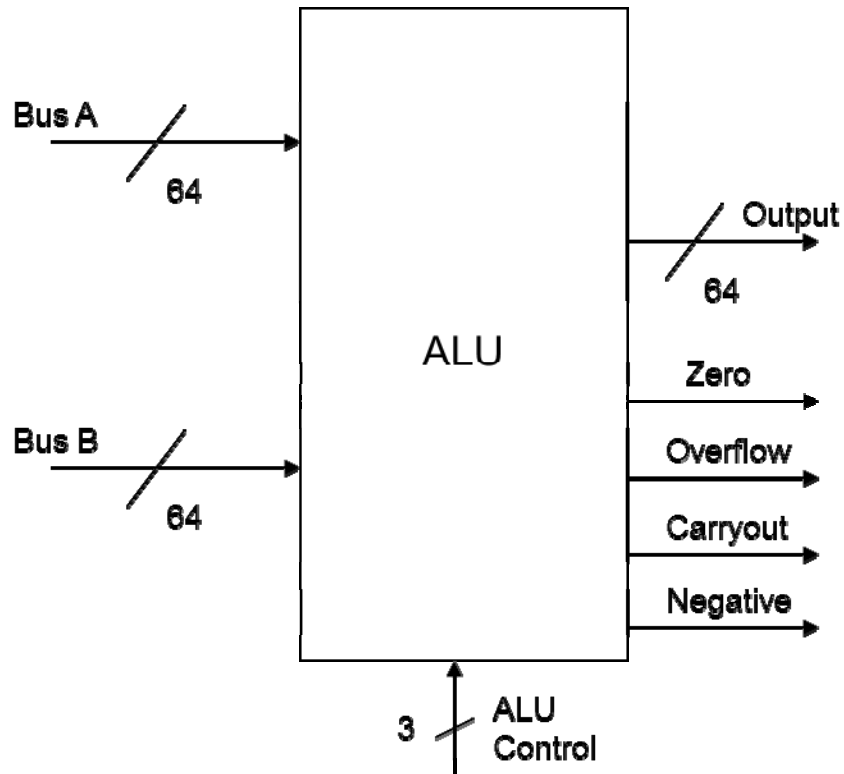 Bus A
64
Output
64
ALU
Zero
Bus B
Overflow
64
Carryout
Negative
3
ALU
Control